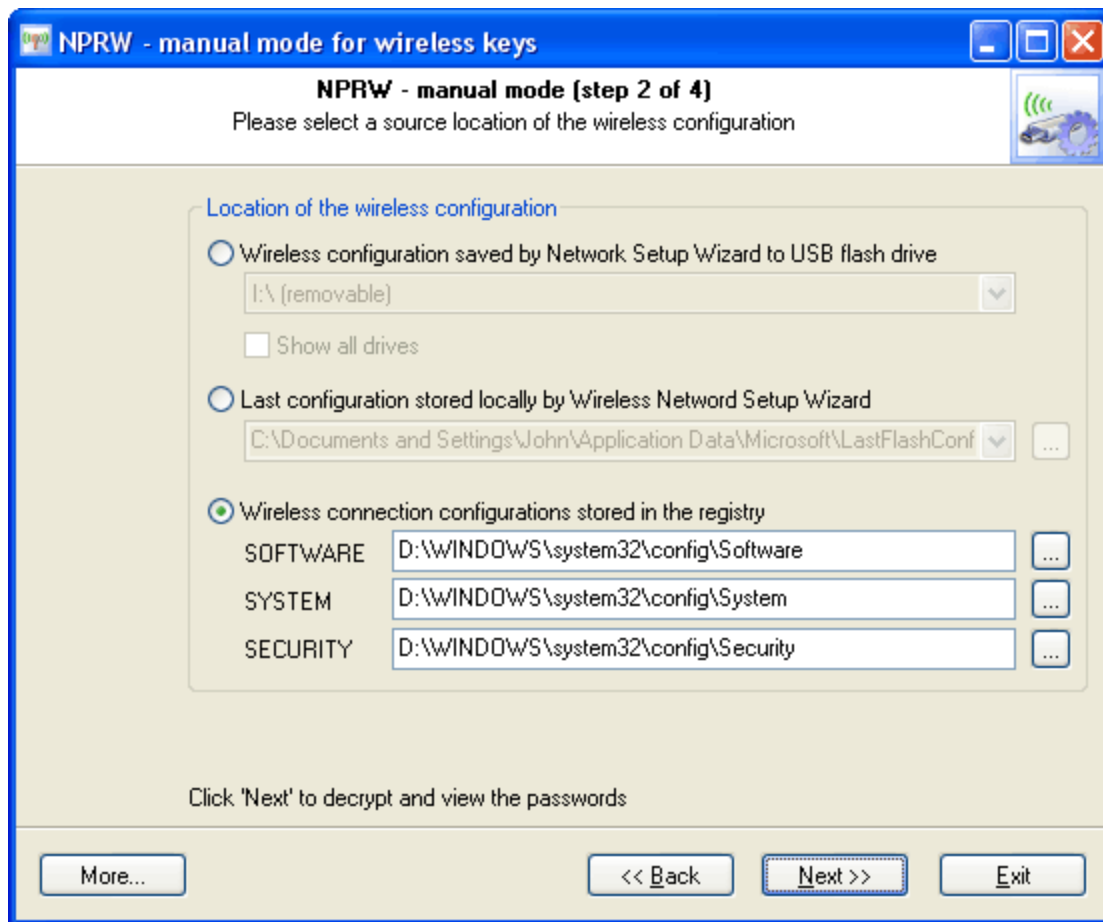 NPRW - manual mode for wireless keys
NPRW - manual mode (step 2 of 4)
Please select a source location of the wireless configuration
Location of the wireless configuration
Wireless configuration saved by Network Setup Wizard to USB flash drive
I:\ (removable)
Show all drives
Last configuration stored locally by Wireless Netword Setup Wizard
C:\Documents and Settings\John\Application Data\Microsoft\LastFlashConf
...
Wireless connection configurations stored in the registry
SOFTWARE D:\WINDOWS\system32\config\Software ...
SYSTEM D:\WINDOWS\system32\config\System ...
SECURITY D:\WINDOWS\system32\config\Security ...
Click 'Next' to decrypt and view the passwords
More... << Back Next >> Exit